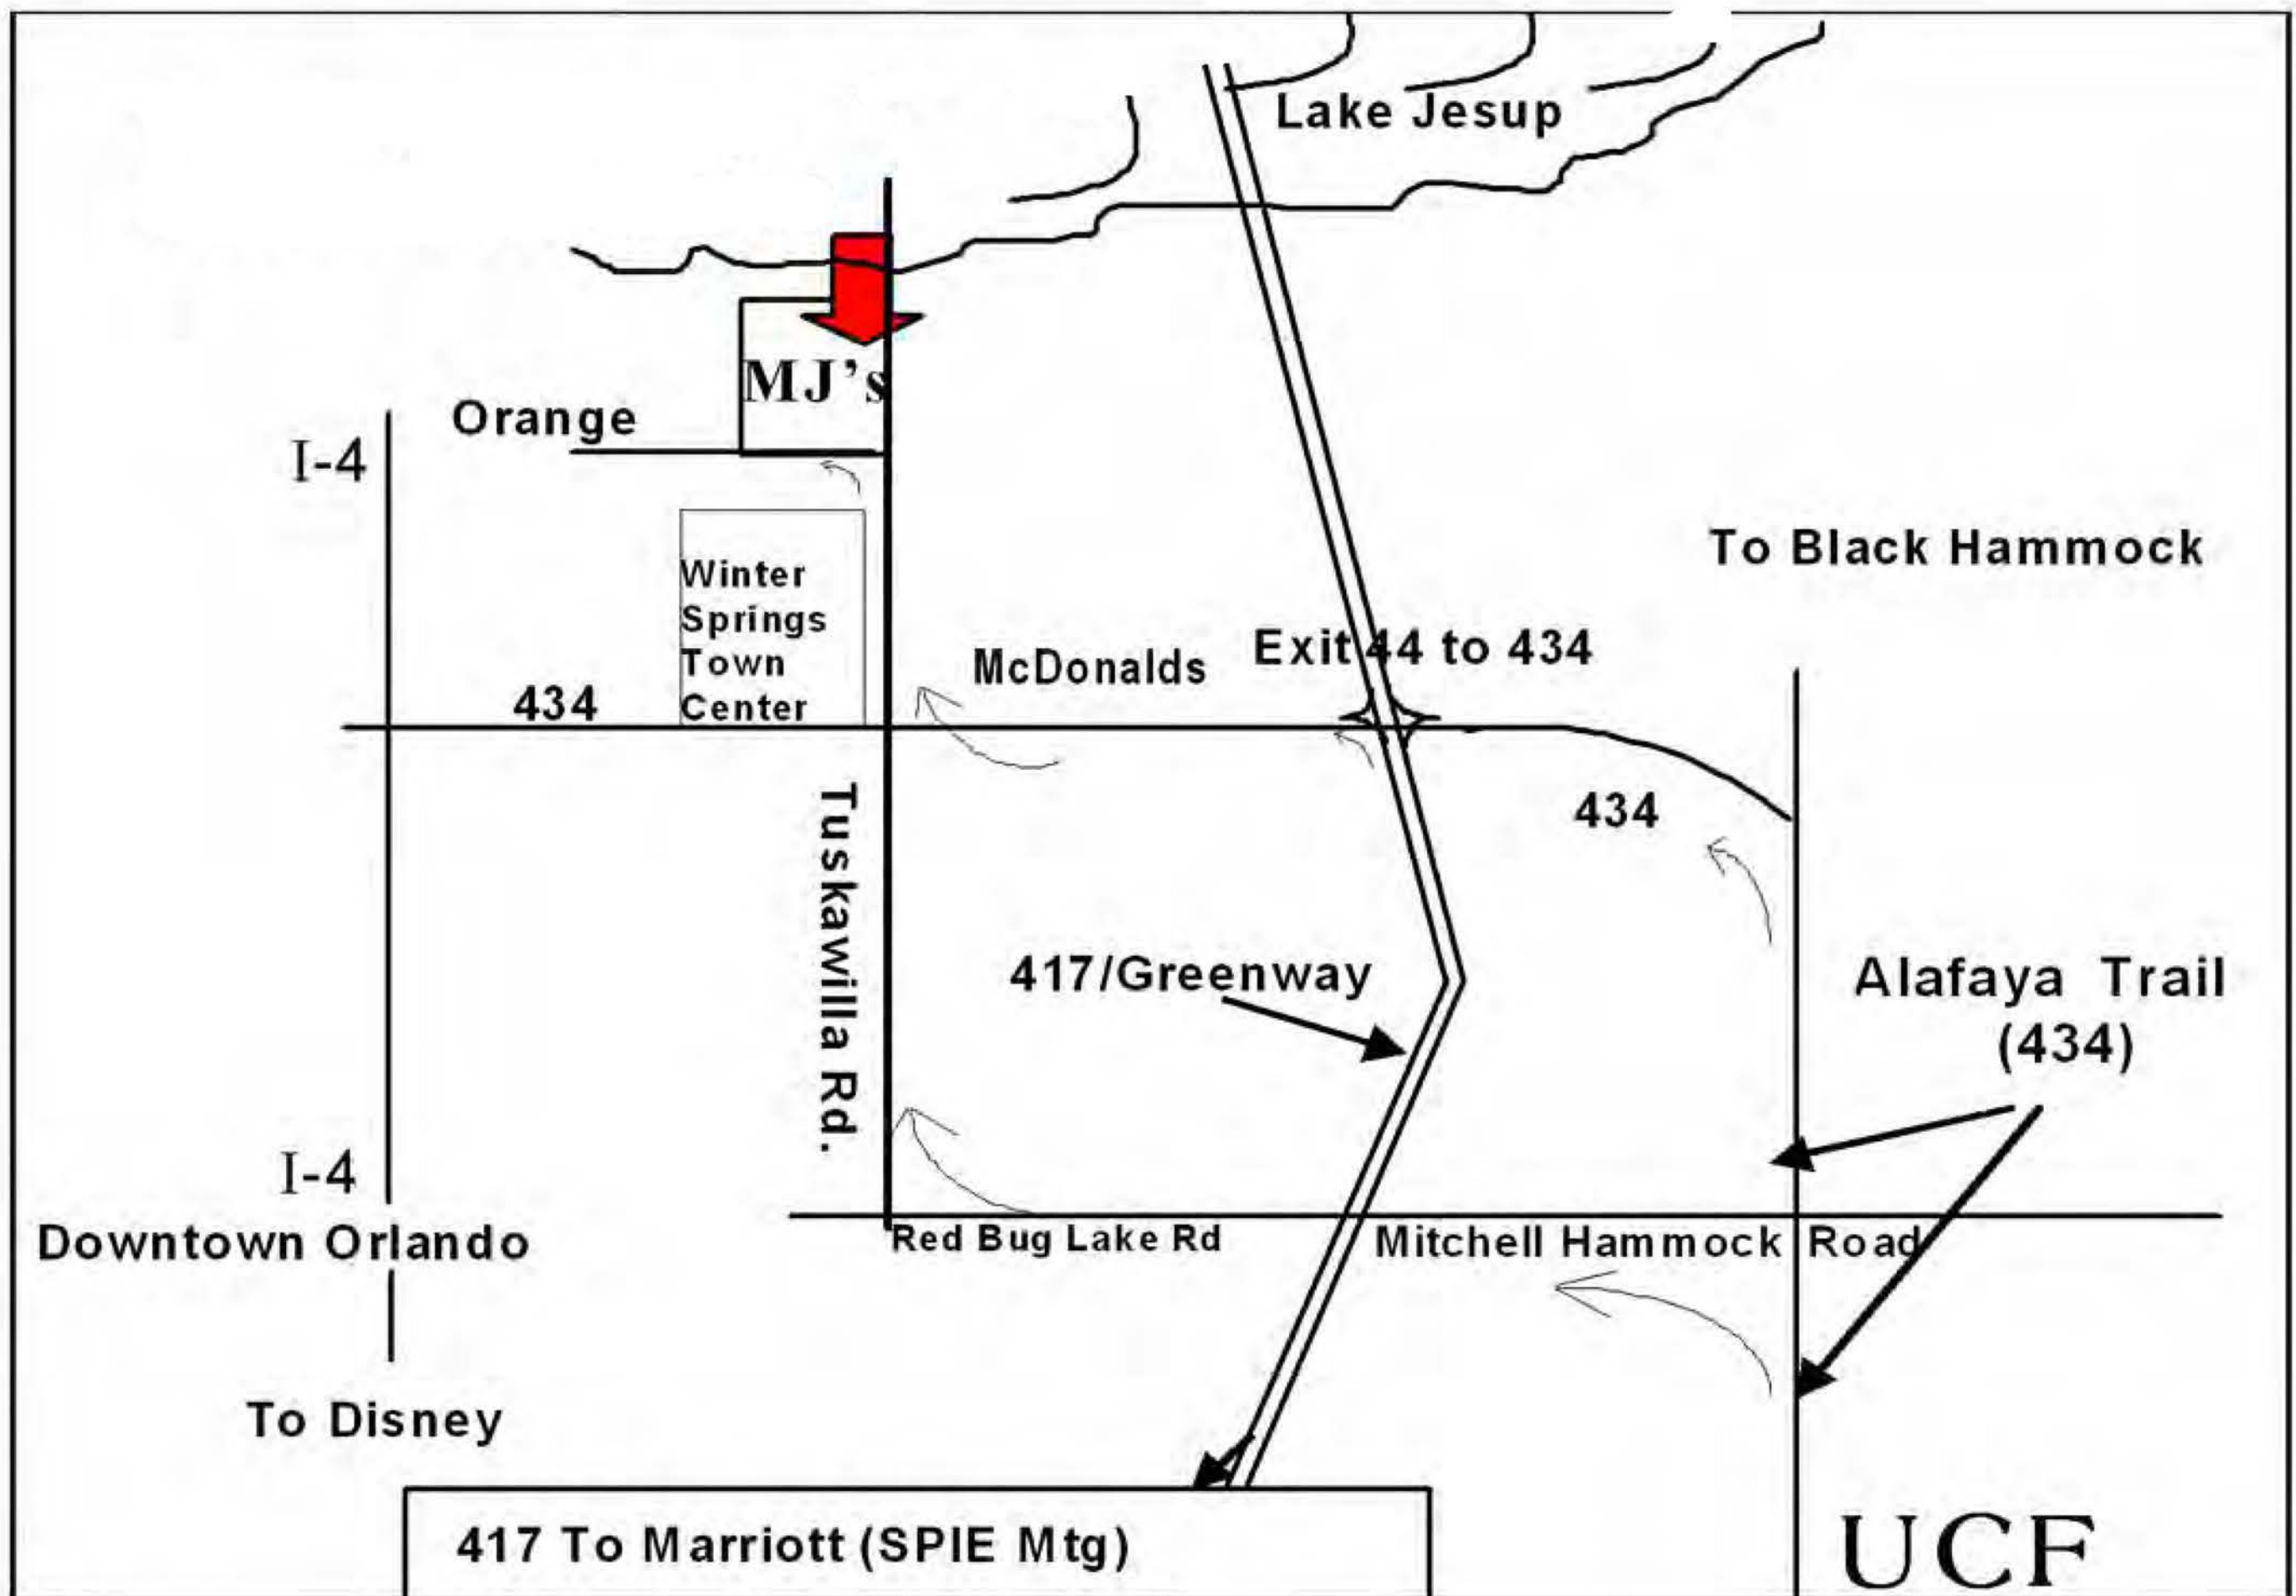 Lake Jesup
MJ's
Orange
I-4
To Black Hammock
Winter
Springs
Town
Center
McDonalds
Exit 44 to 434
434
434
Tuskawilla Rd.
417/Greenway
Alafaya Trail
(434)
I-4
Downtown Orlando
Red Bug Lake Rd
Mitchell Hammock Road
To Disney
417 To Marriott (SPIE Mtg)
UCF